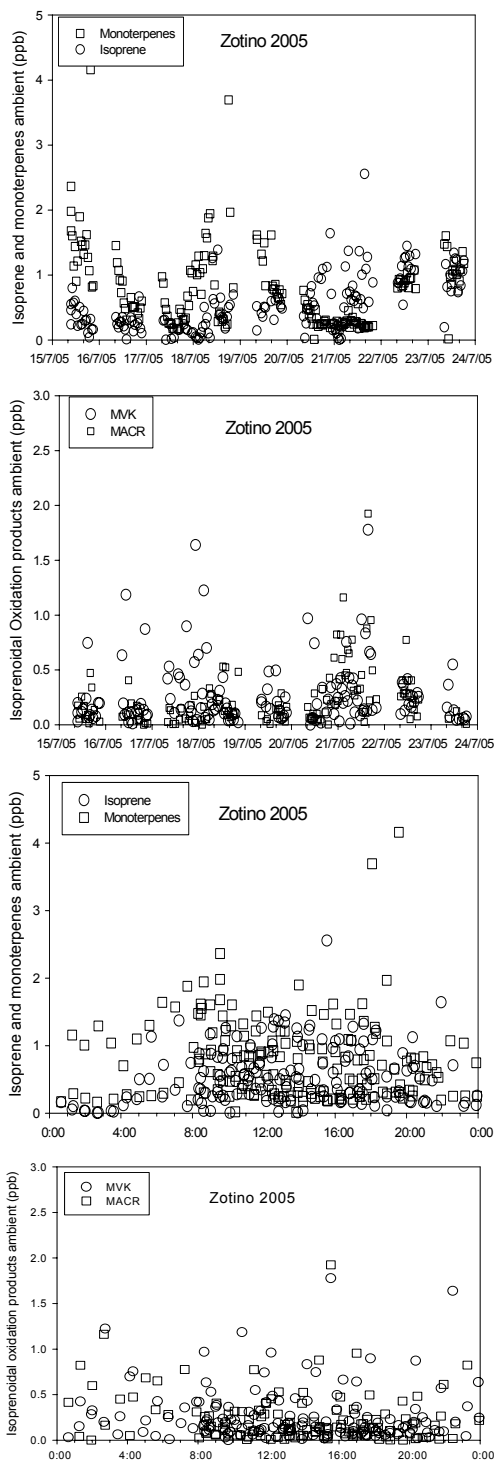 5
Monoterpenes
Isoprene
Zotino 2005
4
3
2
1
0
Isoprene and monoterpenes ambient (ppb)
15/7/05 16/7/05 17/7/05 18/7/05 19/7/05 20/7/05 21/7/05 22/7/05 23/7/05 24/7/05
3.0
MVK
MACR
Zotino 2005
2.5
2.0
1.5
1.0
0.5
0.0
Isoprenoidal Oxidation products ambient (ppb)
15/7/05 16/7/05 17/7/05 18/7/05 19/7/05 20/7/05 21/7/05 22/7/05 23/7/05 24/7/05
5
Isoprene
Monoterpenes
Zotino 2005
4
3
2
1
0
Isoprene and monoterpenes ambient (ppb)
0:00 4:00 8:00 12:00 16:00 20:00 0:00
3.0
MVK
MACR
Zotino 2005
2.5
2.0
1.5
1.0
0.5
0.0
Isoprenoidal oxidation products ambient (ppb)
0:00 4:00 8:00 12:00 16:00 20:00 0:00